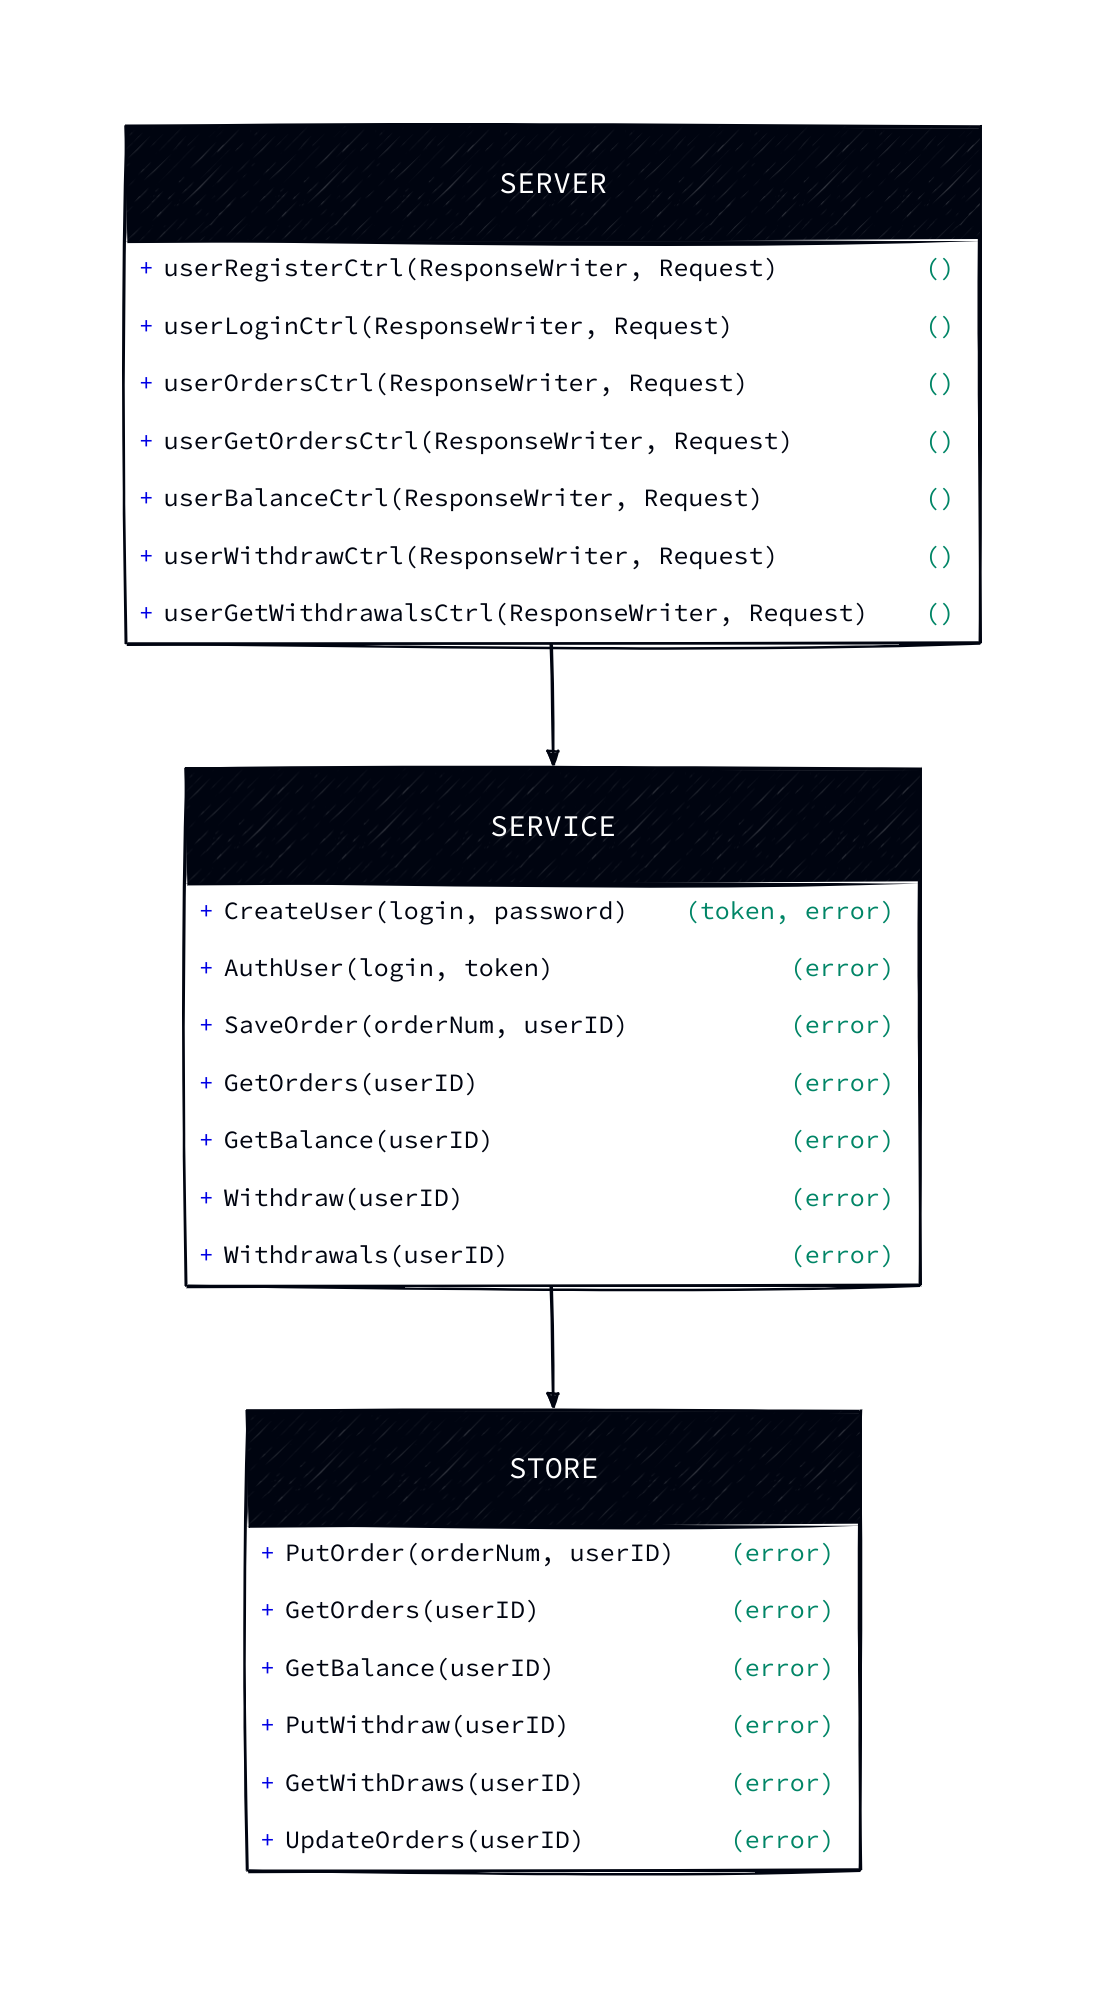 SERVER
+ userRegisterCtrl(ResponseWriter, Request) ()
+ userLoginCtrl(ResponseWriter, Request) ()
+ userOrdersCtrl(ResponseWriter, Request) ()
+ userGetOrdersCtrl(ResponseWriter, Request) ()
+ userBalanceCtrl(ResponseWriter, Request) ()
+ userWithdrawCtrl(ResponseWriter, Request) ()
+ userGetWithdrawalsCtrl(ResponseWriter, Request) ()
SERVICE
+ CreateUser(login, password) (token, error)
+ AuthUser(login, token) (error)
+ SaveOrder(orderNum, userID) (error)
+ GetOrders(userID) (error)
+ GetBalance(userID) (error)
+ Withdraw(userID) (error)
+ Withdrawals(userID) (error)
STORE
+ PutOrder(orderNum, userID) (error)
+ GetOrders(userID) (error)
+ GetBalance(userID) (error)
+ PutWithdraw(userID) (error)
+ GetWithDraws(userID) (error)
+ UpdateOrders(userID) (error)